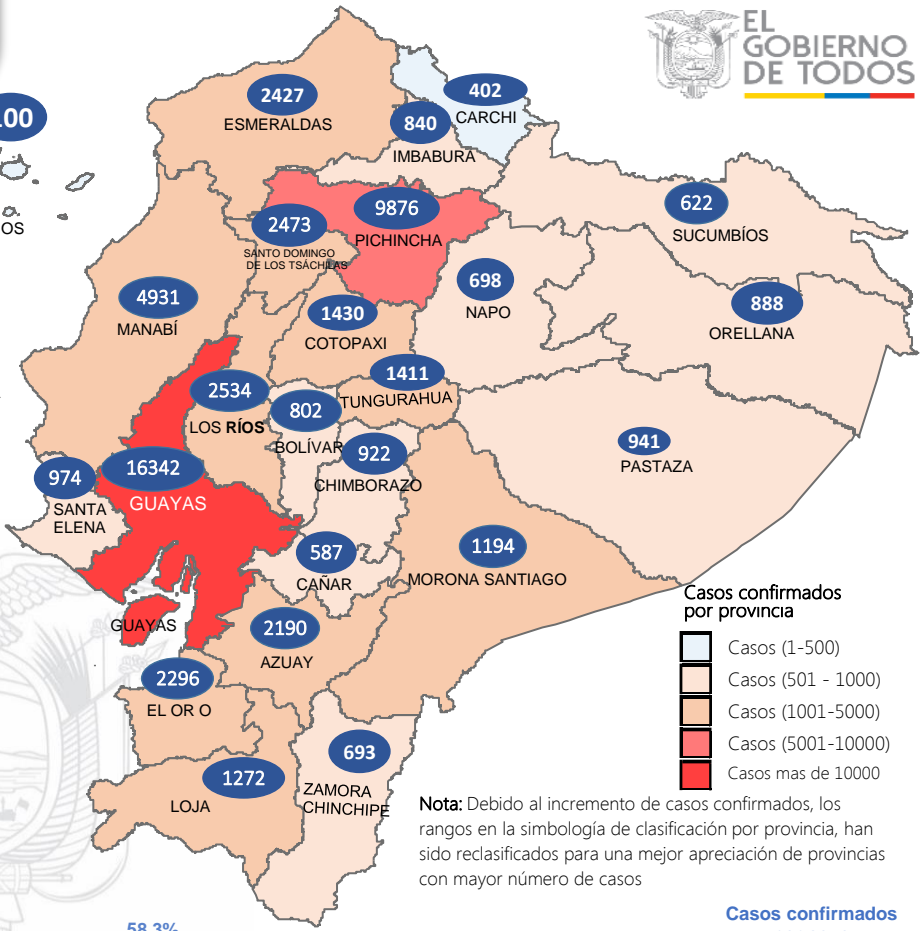 EL
GOBIERNO
DE TODOS
2427
ESMERALDAS
402
CARCHI
840
IMBABURA
100
OS
9876
PICHINCHA
2473
SANTO DOMINGO
DE LOS TSÁCHILAS
622
SUCUMBÍOS
4931
MANABÍ
698
NAPO
888
ORELLANA
1430
COTOPAXI
1411
TUNGURAHUA
2534
LOS RÍOS
802
BOLÍVAR
922
CHIMBORAZO
941
PASTAZA
974
SANTA
ELENA
16342
GUAYAS
587
CAÑAR
1194
MORONA SANTIAGO
GUAYAS
2190
AZUAY
2296
EL OR O
1272
LOJA
693
ZAMORA
CHINCHIPE
Casos confirmados
por provincia
Casos (1-500)
Casos (501 - 1000)
Casos (1001-5000)
Casos (5001-10000)
Casos mas de 10000
Nota: Debido al incremento de casos confirmados, los
rangos en la simbología de clasificación por provincia, han
sido reclasificados para una mejor apreciación de provincias
con mayor número de casos
58.3%
Casos confirmados